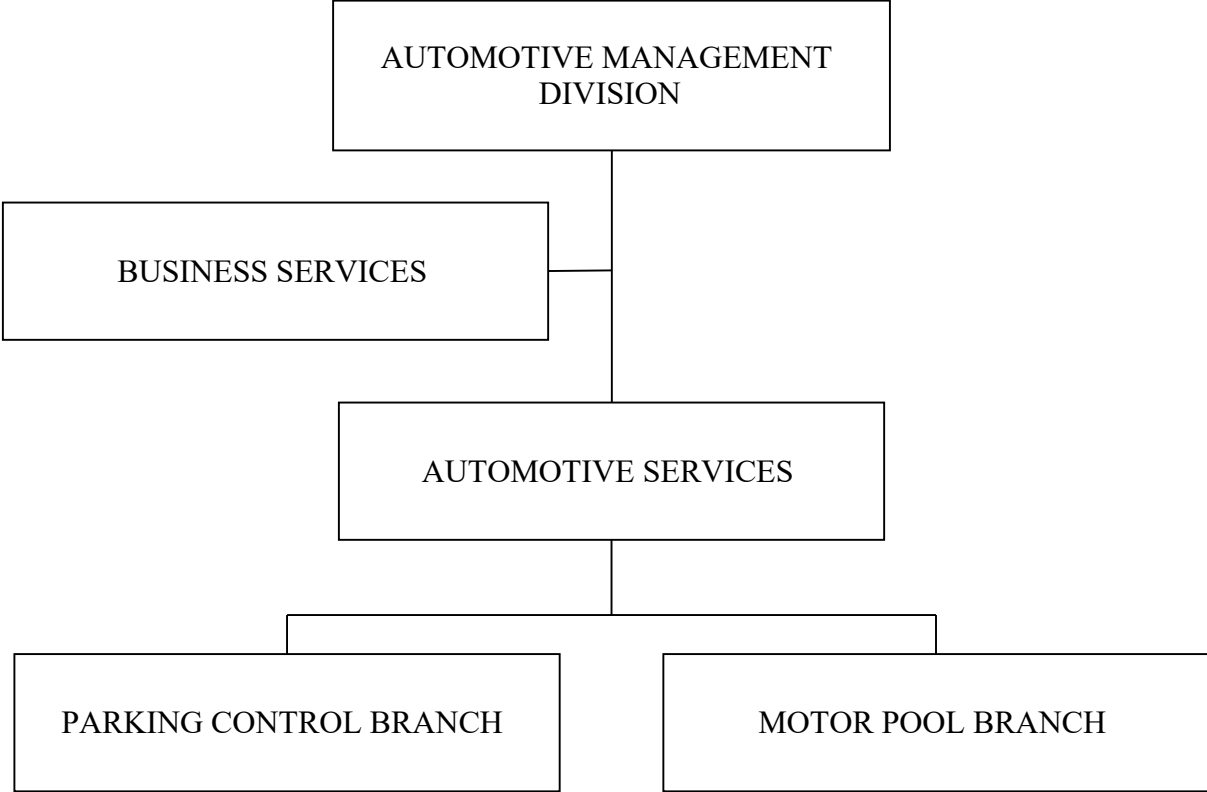 AUTOMOTIVE MANAGEMENT
DIVISION
BUSINESS SERVICES
AUTOMOTIVE SERVICES
PARKING CONTROL BRANCH
MOTOR POOL BRANCH